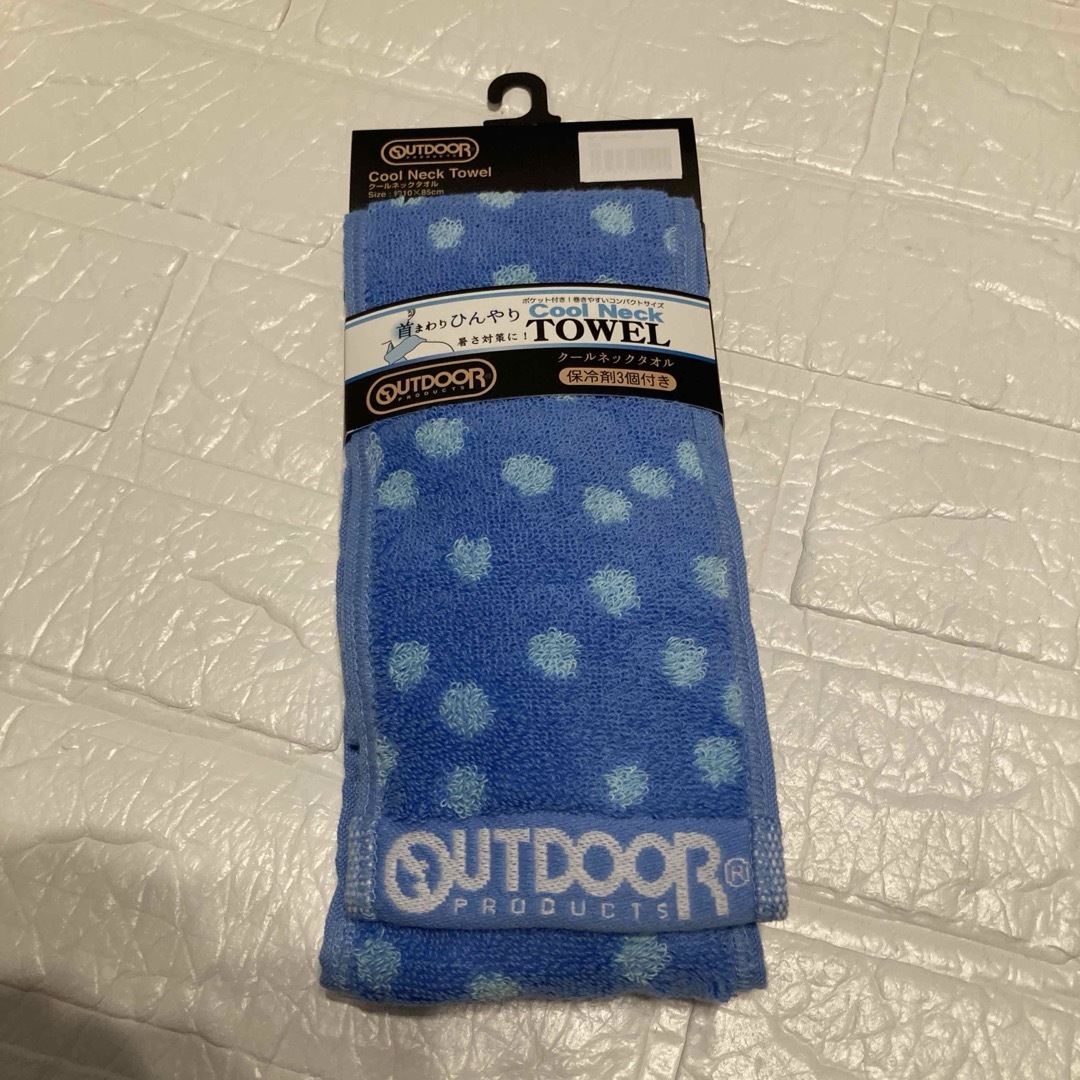 OUTDOOR
PRODUCTS
Cool Neck Towel
クールネックタオル
Size : 約10×85cm
ポケット付き！巻きやすいコンパクトサイズ
首まわりひんやり
暑さ対策に！
Cool Neck
TOWEL
クールネックタオル
保冷剤3個付き
OUTDOOR
PRODUCTS
OUTDOOR®
PRODUCTS